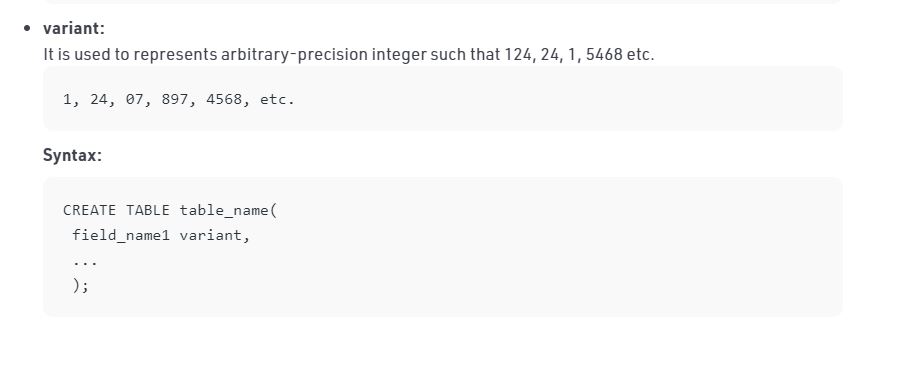 variant:
It is used to represents arbitrary-precision integer such that 124, 24, 1, 5468 etc.
1, 24, 07, 897, 4568, etc.
Syntax:
CREATE TABLE table_name(
field_name1 variant,
...
);